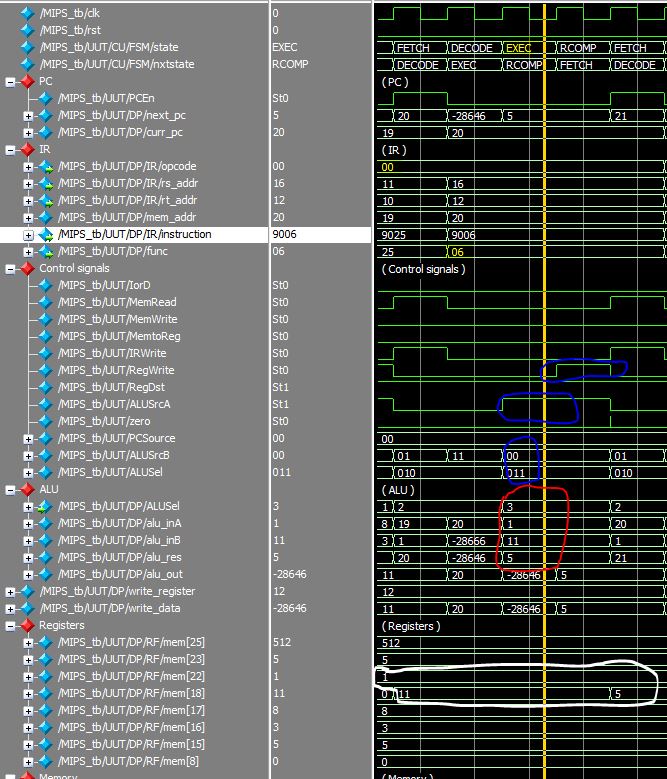 /MIPS_tb/clk 0
/MIPS_tb/rst 0
/MIPS_tb/UUT/CU/FSM/state EXEC FETCH DECODE EXEC RCOMP FETCH
/MIPS_tb/UUT/CU/FSM/nxtstate RCOMP DECODE EXEC RCOMP FETCH DECODE
PC (PC)
/MIPS_tb/UUT/PCEn St0
/MIPS_tb/UUT/DP/next_pc 5 20 -28646 5 21
/MIPS_tb/UUT/DP/curr_pc 20 19 20
IR (IR)
/MIPS_tb/UUT/DP/IR/opcode 00 00
/MIPS_tb/UUT/DP/IR/rs_addr 16 11 16
/MIPS_tb/UUT/DP/IR/rt_addr 12 10 12
/MIPS_tb/UUT/DP/mem_addr 20 19 20
/MIPS_tb/UUT/DP/IR/instruction 9006 9025 9006
/MIPS_tb/UUT/DP/func 06 25 06
Control signals (Control signals)
/MIPS_tb/UUT/IorD St0
/MIPS_tb/UUT/MemRead St0
/MIPS_tb/UUT/MemWrite St0
/MIPS_tb/UUT/MemtoReg St0
/MIPS_tb/UUT/IRWrite St0
/MIPS_tb/UUT/RegWrite St0
/MIPS_tb/UUT/RegDst St1
/MIPS_tb/UUT/ALUSrcA St1
/MIPS_tb/UUT/zero St0
/MIPS_tb/UUT/PCSource 00 00
/MIPS_tb/UUT/ALUSrcB 00 01 11 00 01
/MIPS_tb/UUT/ALUSel 011 010 011 010
ALU (ALU)
/MIPS_tb/UUT/DP/ALUSel 3 1 2 3 2
/MIPS_tb/UUT/DP/alu_inA 1 8 19 20 1 20
/MIPS_tb/UUT/DP/alu_inB 11 3 1 -28666 11 1
/MIPS_tb/UUT/DP/alu_res 5 20 -28646 5 21
/MIPS_tb/UUT/DP/alu_out -28646 11 20 -28646 5
/MIPS_tb/UUT/DP/write_register 12 12
/MIPS_tb/UUT/DP/write_data -28646 11 20 -28646 5
Registers (Registers)
/MIPS_tb/UUT/DP/RF/mem[25] 512 512
/MIPS_tb/UUT/DP/RF/mem[23] 5 5
/MIPS_tb/UUT/DP/RF/mem[22] 1 1
/MIPS_tb/UUT/DP/RF/mem[18] 11 0 11 5
/MIPS_tb/UUT/DP/RF/mem[17] 8 8
/MIPS_tb/UUT/DP/RF/mem[16] 3 3
/MIPS_tb/UUT/DP/RF/mem[15] 5 5
/MIPS_tb/UUT/DP/RF/mem[8] 0 0